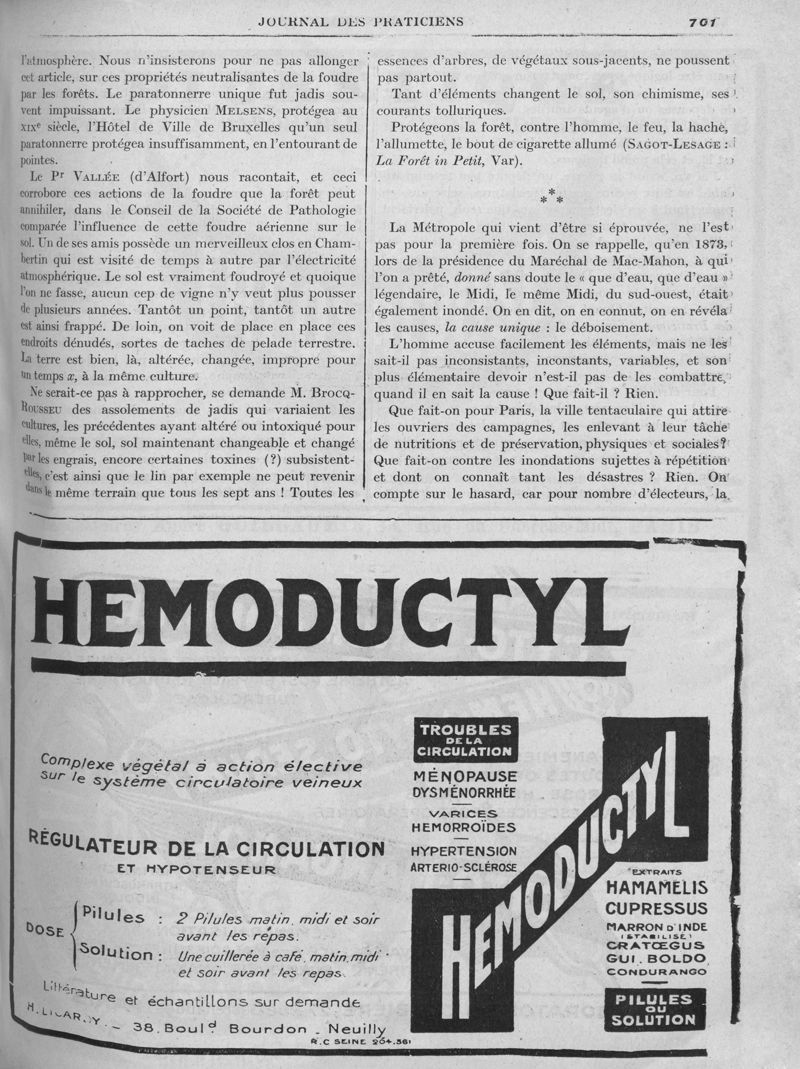 JOURNAL DES PRATICIENS
701
l'atmosphère. Nous n'insisterons pour ne pas allonger
cet article, sur ces propriétés neutralisantes de la foudre
par les forêts. Le paratonnerre unique fut jadis sou-
vent impuissant. Le physicien MELSENS, protégea au
XIXe siècle, l'Hôtel de Ville de Bruxelles qu'un seul
paratonnerre protégea insuffisamment, en l'entourant de
pointes.
Le Pr VALLÉE (d'Alfort) nous racontait, et ceci
corrobore ces actions de la foudre que la forêt peut
annihiler, dans le Conseil de la Société de Pathologie
comparée l'influence de cette foudre aérienne sur le
sol. Un de ses amis possède un merveilleux clos en Cham-
bertin qui est visité de temps à autre par l'électricité
atmosphérique. Le sol est vraiment foudroyé et quoique
l'on ne fasse, aucun cep de vigne n'y veut plus pousser
de plusieurs années. Tantôt un point, tantôt un autre
est ainsi frappé. De loin, on voit de place en place ces
endroits dénudés, sortes de taches de pelade terrestre.
La terre est bien, là, altérée, changée, impropre pour
un temps x, à la même culture.
Ne serait-ce pas à rapprocher, se demande M. BROCQ-
ROUSSEU des assolements de jadis qui variaient les
cultures, les précédentes ayant altéré ou intoxiqué pour
elles, même le sol, sol maintenant changeable et changé
par les engrais, encore certaines toxines (?) subsistent-
elles, c'est ainsi que le lin par exemple ne peut revenir
dans le même terrain que tous les sept ans ! Toutes les
essences d'arbres, de végétaux sous-jacents, ne poussent
pas partout.
Tant d'éléments changent le sol, son chimisme, ses
courants tolluriques.
Protégeons la forêt, contre l'homme, le feu, la hache,
l'allumette, le bout de cigarette allumé (SAGOT-LESAGE :
La Forêt in Petit, Var).
* * *
La Métropole qui vient d'être si éprouvée, ne l'est
pas pour la première fois. On se rappelle, qu'en 1873,
lors de la présidence du Maréchal de Mac-Mahon, à qui
l'on a prêté, donné sans doute le « que d'eau, que d'eau »
légendaire, le Midi, le même Midi, du sud-ouest, était
également inondé. On en dit, on en connut, on en révéla
les causes, la cause unique : le déboisement.
L'homme accuse facilement les éléments, mais ne les
sait-il pas inconsistants, inconstants, variables, et son
plus élémentaire devoir n'est-il pas de les combattre,
quand il en sait la cause ! Que fait-il ? Rien.
Que fait-on pour Paris, la ville tentaculaire qui attire
les ouvriers des campagnes, les enlevant à leur tâche
de nutritions et de préservation, physiques et sociales ?
Que fait-on contre les inondations sujettes à répétition
et dont on connaît tant les désastres ? Rien. On
compte sur le hasard, car pour nombre d'électeurs, la
HEMODUCTYL
Complexe végétal à action élective
sur le système circulatoire veineux
RÉGULATEUR DE LA CIRCULATION
ET HYPOTENSEUR
DOSE
Pilules : 2 Pilules matin, midi et soir
avant les repas.
Solution : Une cuillerée à café, matin, midi
et soir avant les repas.
Littérature et échantillons sur demande
H. LICARDY. - 38. Bould Bourdon - Neuilly
R.C SEINE 204.361
TROUBLES
DE LA
CIRCULATION
MÉNOPAUSE
DYSMÉNORRHÉE
VARICES
HEMORROÏDES
HYPERTENSION
ARTERIO-SCLÉROSE
HEMODUCTYL
EXTRAITS
HAMAMELIS
CUPRESSUS
MARRON D'INDE
(STABILISÉ)
CRATŒGUS
GUI. BOLDO
CONDURANGO
PILULES
OU
SOLUTION